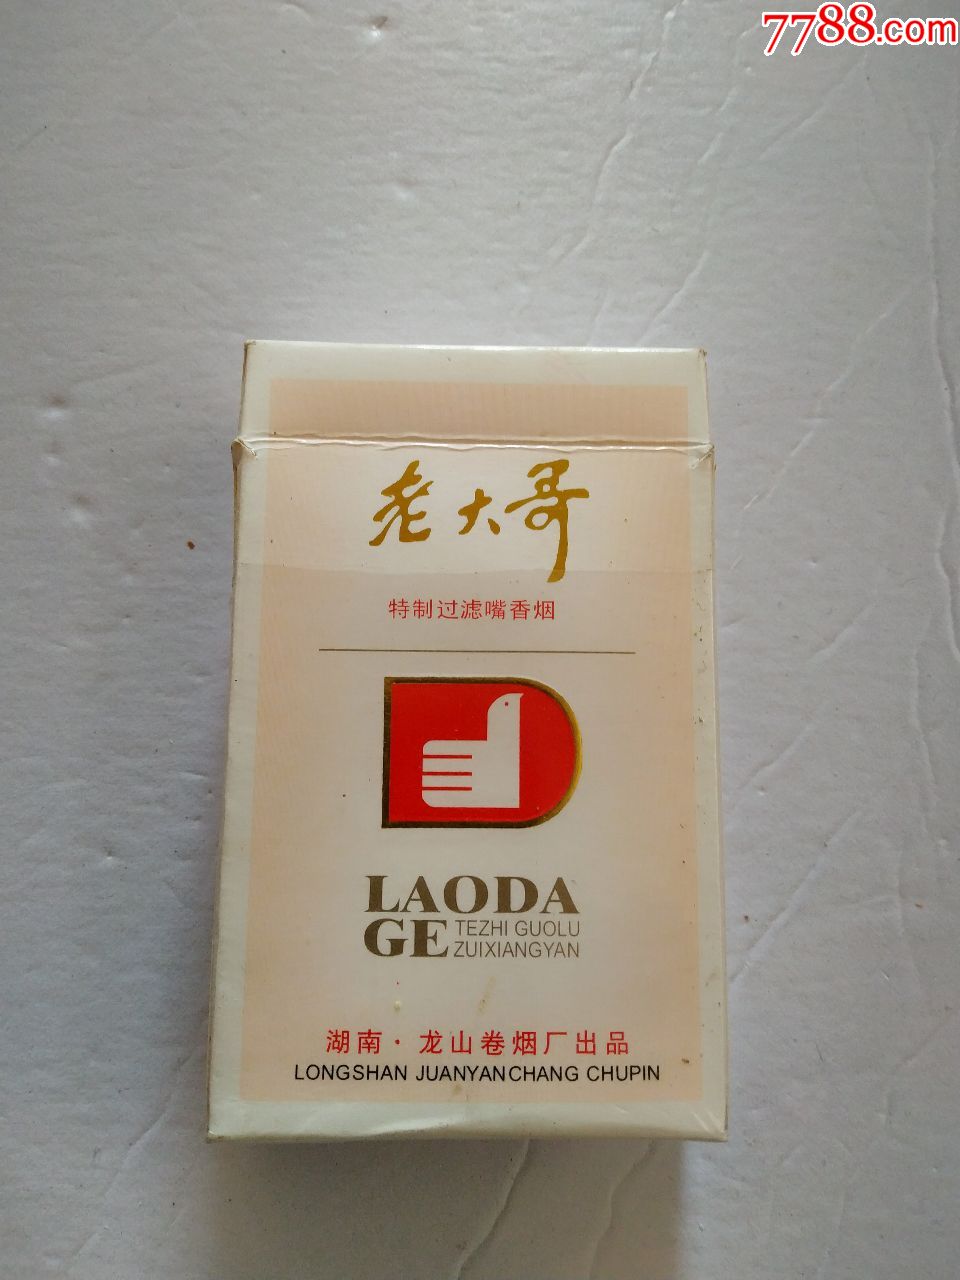 7788.com
老大哥
特制过滤嘴香烟
LAODA
GE TEZHI GUOLU
ZUIXIANGYAN
湖南·龙山卷烟厂出品
LONGSHAN JUANYANCHANG CHUPIN